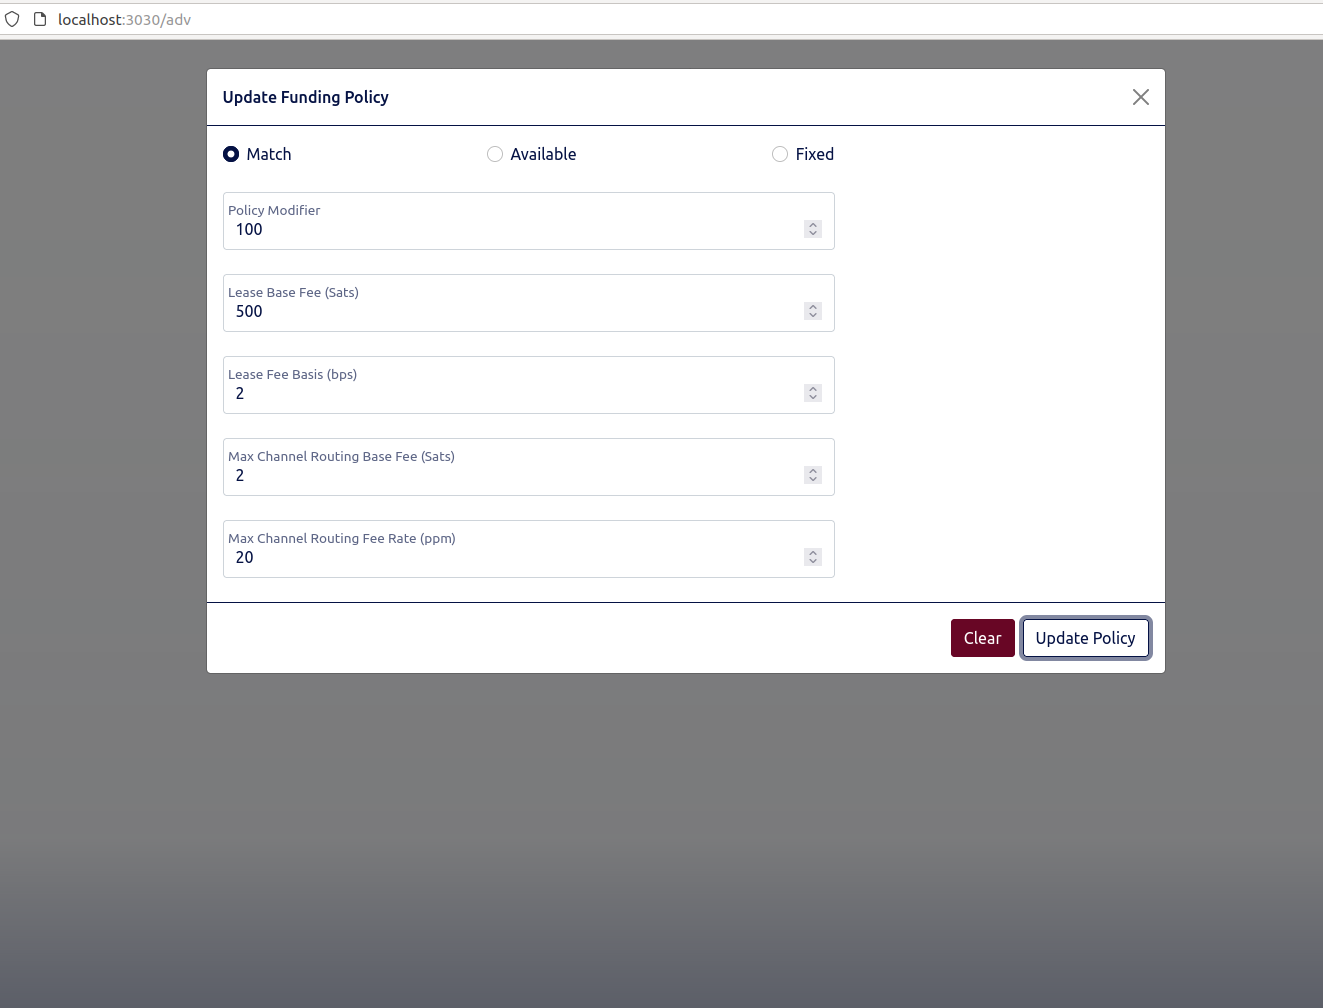 localhost:3030/adv
Update Funding Policy
Match Available Fixed
Policy Modifier
100
Lease Base Fee (Sats)
500
Lease Fee Basis (bps)
2
Max Channel Routing Base Fee (Sats)
2
Max Channel Routing Fee Rate (ppm)
20
Clear Update Policy